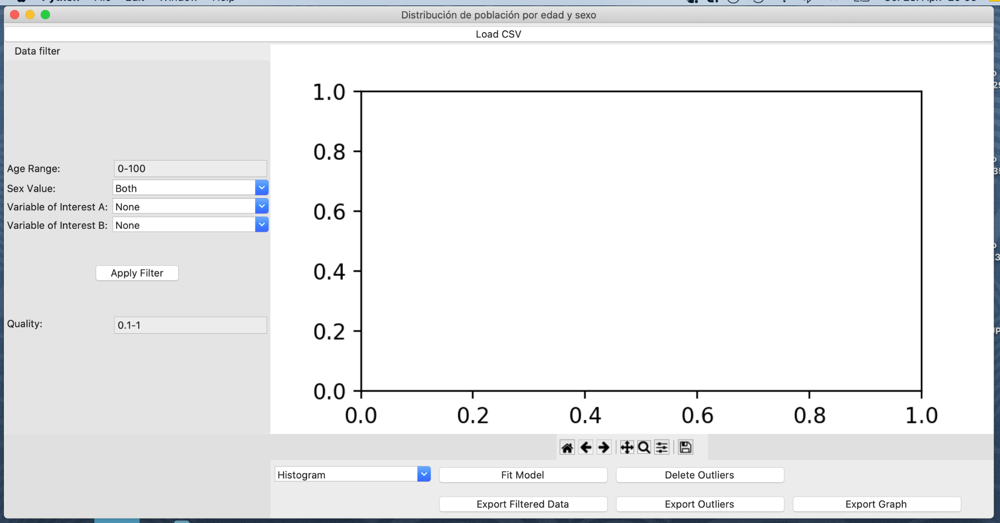 Distribución de población por edad y sexo
Load CSV
Data filter
Age Range: 0-100
Sex Value: Both
Variable of Interest A: None
Variable of Interest B: None
Apply Filter
Quality: 0.1-1
1.0
0.8
0.6
0.4
0.2
0.0
0.0 0.2 0.4 0.6 0.8 1.0
Histogram Fit Model Delete Outliers
Export Filtered Data Export Outliers Export Graph